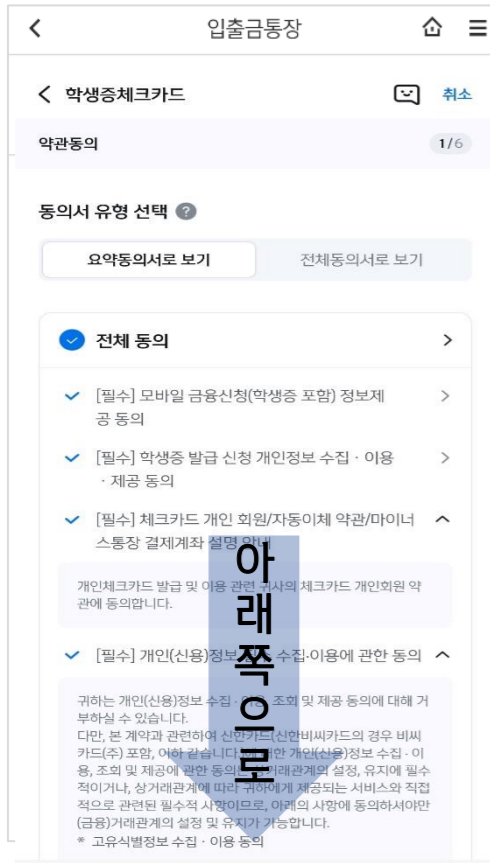 입출금통장
학생증체크카드
취소
약관동의
1/6
동의서 유형 선택 ?
요약동의서로 보기
전체동의서로 보기
전체 동의
[필수] 모바일 금융신청(학생증 포함) 정보제
공 동의
[필수] 학생증 발급 신청 개인정보 수집 · 이용
· 제공 동의
[필수] 체크카드 개인 회원/자동이체 약관/마이너
스통장 결제계좌 설명 안내
개인체크카드 발급 및 이용 관련 귀사의 체크카드 개인회원 약
관에 동의합니다.
[필수] 개인(신용)정보 필수 수집·이용에 관한 동의
귀하는 개인(신용)정보 수집 · 이용, 조회 및 제공 동의에 대해 거
부하실 수 있습니다.
다만, 본 계약과 관련하여 신한카드(신한비씨카드의 경우 비씨
카드(주) 포함, 이하 같습니다)에 대한 개인(신용)정보 수집 · 이
용, 조회 및 제공에 관한 동의는 거래관계의 설정, 유지에 필수
적이거나, 상거래관계에 따라 귀하에게 제공되는 서비스와 직접
적으로 관련된 필수적 사항이므로, 아래의 사항에 동의하셔야만
(금융)거래관계의 설정 및 유지가 가능합니다.
* 고유식별정보 수집 · 이용 동의
아래쪽으로